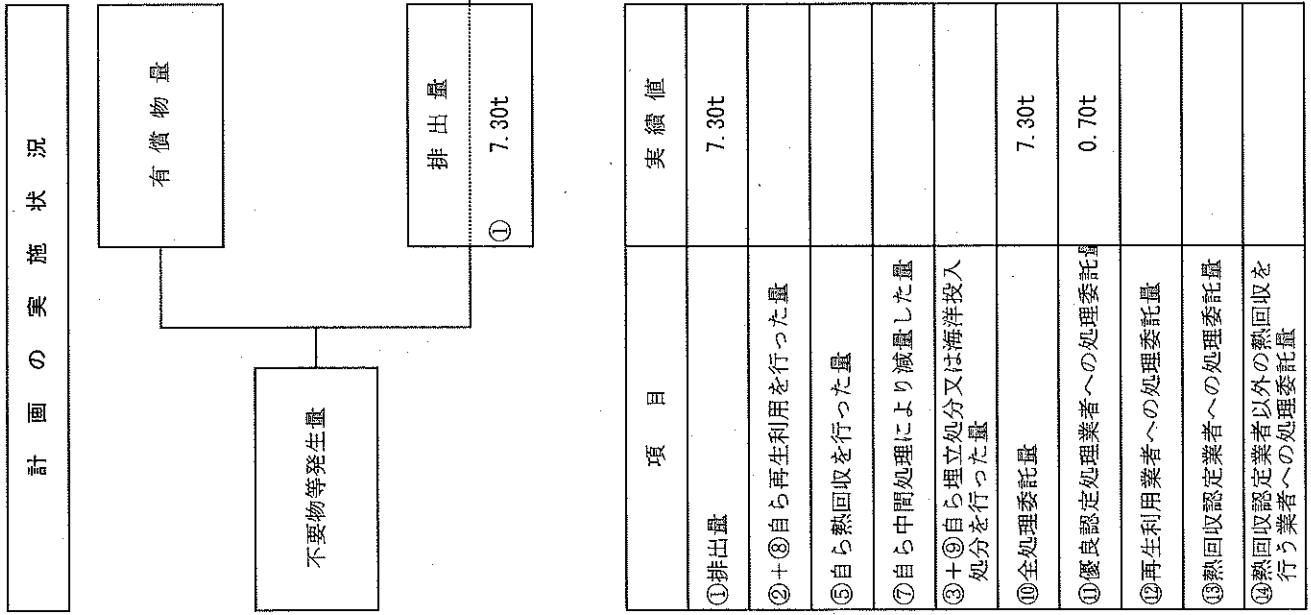 計画の実施状況
有償物量
不要物等発生量
排出量
① 7.30t
項目 実績値
①排出量 7.30t
②+⑧自ら再生利用を行った量
⑤自ら熱回収を行った量
⑦自ら中間処理により減量した量
③+⑨自ら埋立処分又は海洋投入
処分を行った量
⑩全処理委託量 7.30t
⑪優良認定処理業者への処理委託量 0.70t
⑫再生利用業者への処理委託量
⑬熱回収認定業者への処理委託量
⑭熱回収認定業者以外の熱回収を
行う業者への処理委託量